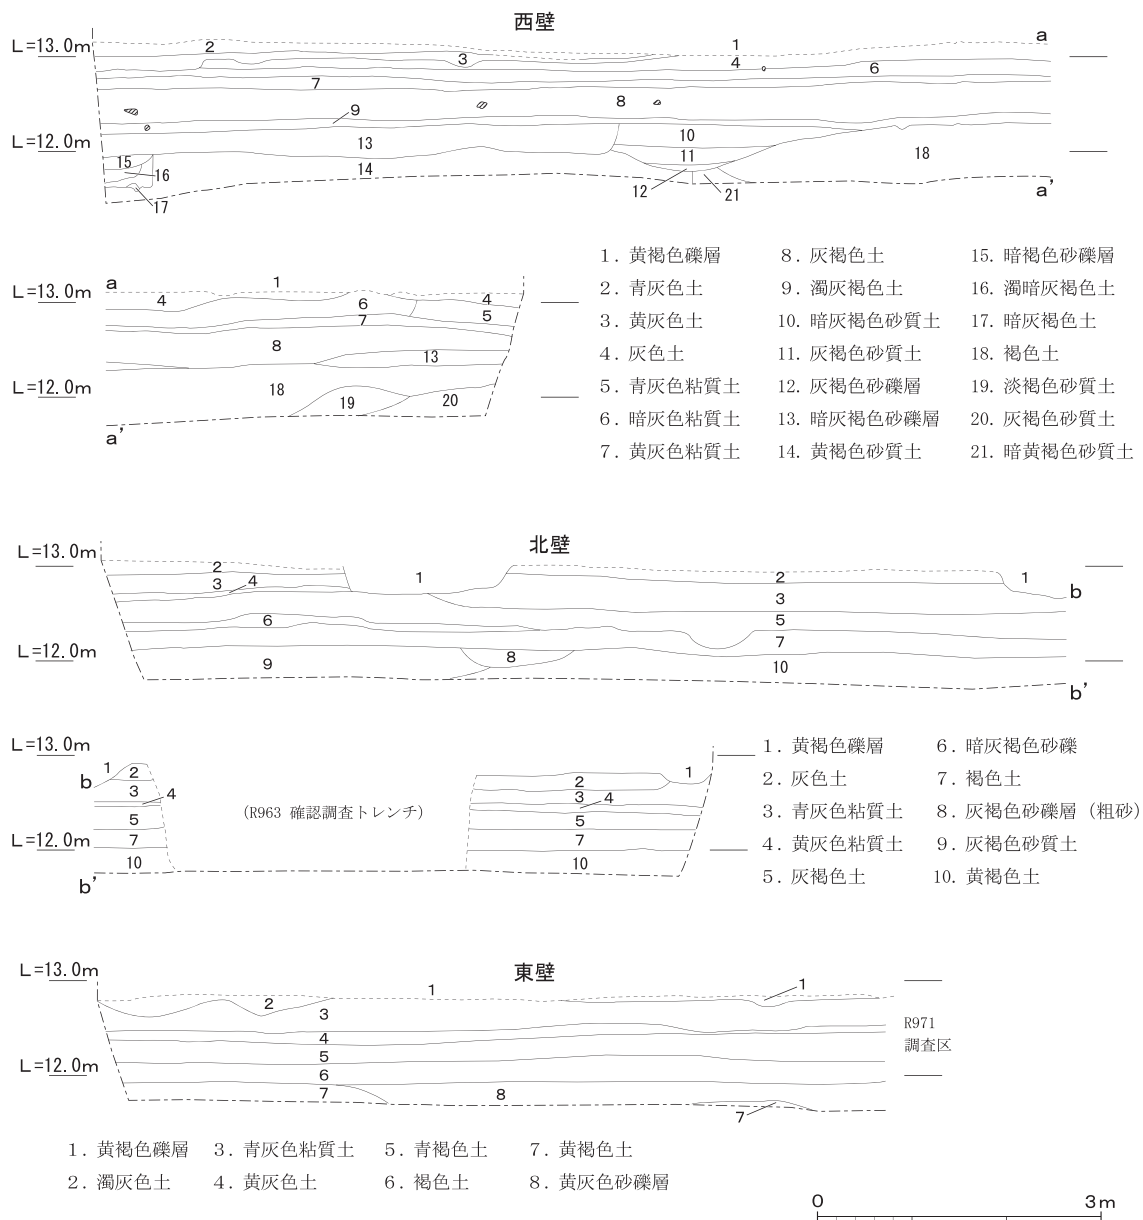 西壁
L=13.0m
L=12.0m
a
a'
1
2
3
4
6
7
8
9
10
11
12
13
14
15
16
17
18
21
a
a'
L=13.0m
L=12.0m
1
4
6
4
5
7
8
13
18
19
20
1. 黄褐色礫層 8. 灰褐色土 15. 暗褐色砂礫層
2. 青灰色土 9. 濁灰褐色土 16. 濁暗灰褐色土
3. 黄灰色土 10. 暗灰褐色砂質土 17. 暗灰褐色土
4. 灰色土 11. 灰褐色砂質土 18. 褐色土
5. 青灰色粘質土 12. 灰褐色砂礫層 19. 淡褐色砂質土
6. 暗灰色粘質土 13. 暗灰褐色砂礫層 20. 灰褐色砂質土
7. 黄灰色粘質土 14. 黄褐色砂質土 21. 暗黄褐色砂質土
北壁
L=13.0m
L=12.0m
b
b'
2
3
4
1
2
1
3
5
6
7
8
9
10
L=13.0m
L=12.0m
b
b'
1
2
3
4
5
7
10
(R963 確認調査トレンチ)
1
2
3
4
5
7
10
1. 黄褐色礫層 6. 暗灰褐色砂礫
2. 灰色土 7. 褐色土
3. 青灰色粘質土 8. 灰褐色砂礫層 (粗砂)
4. 黄灰色粘質土 9. 灰褐色砂質土
5. 灰褐色土 10. 黄褐色土
東壁
L=13.0m
L=12.0m
1
1
2
3
4
5
6
7
8
7
R971
調査区
1. 黄褐色礫層 3. 青灰色粘質土 5. 青褐色土 7. 黄褐色土
2. 濁灰色土 4. 黄灰色土 6. 褐色土 8. 黄灰色砂礫層
0 3m